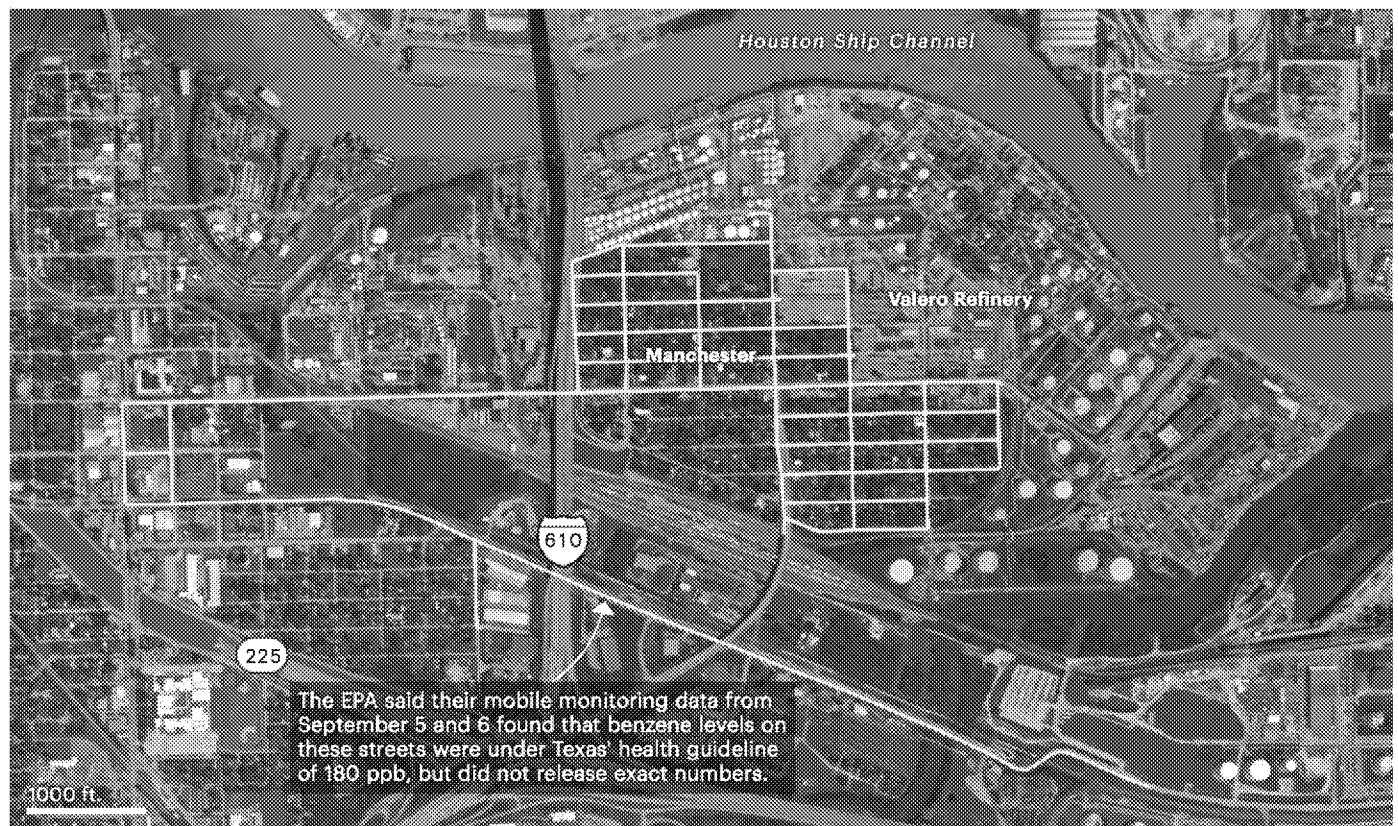 Houston Ship Channel
Valero Refinery
Manchester
610
225
The EPA said their mobile monitoring data from
September 5 and 6 found that benzene levels on
these streets were under Texas' health guideline
of 180 ppb, but did not release exact numbers.
1000 ft.